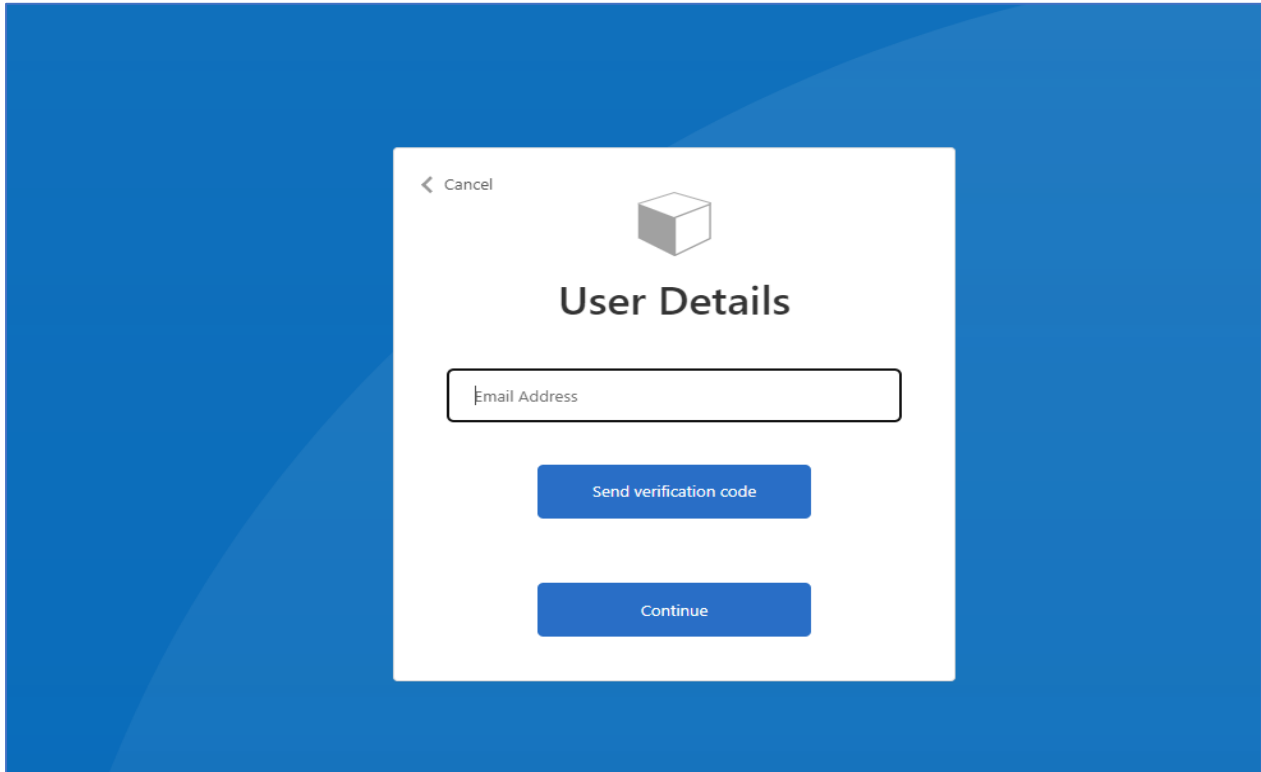 Cancel
User Details
Email Address
Send verification code
Continue